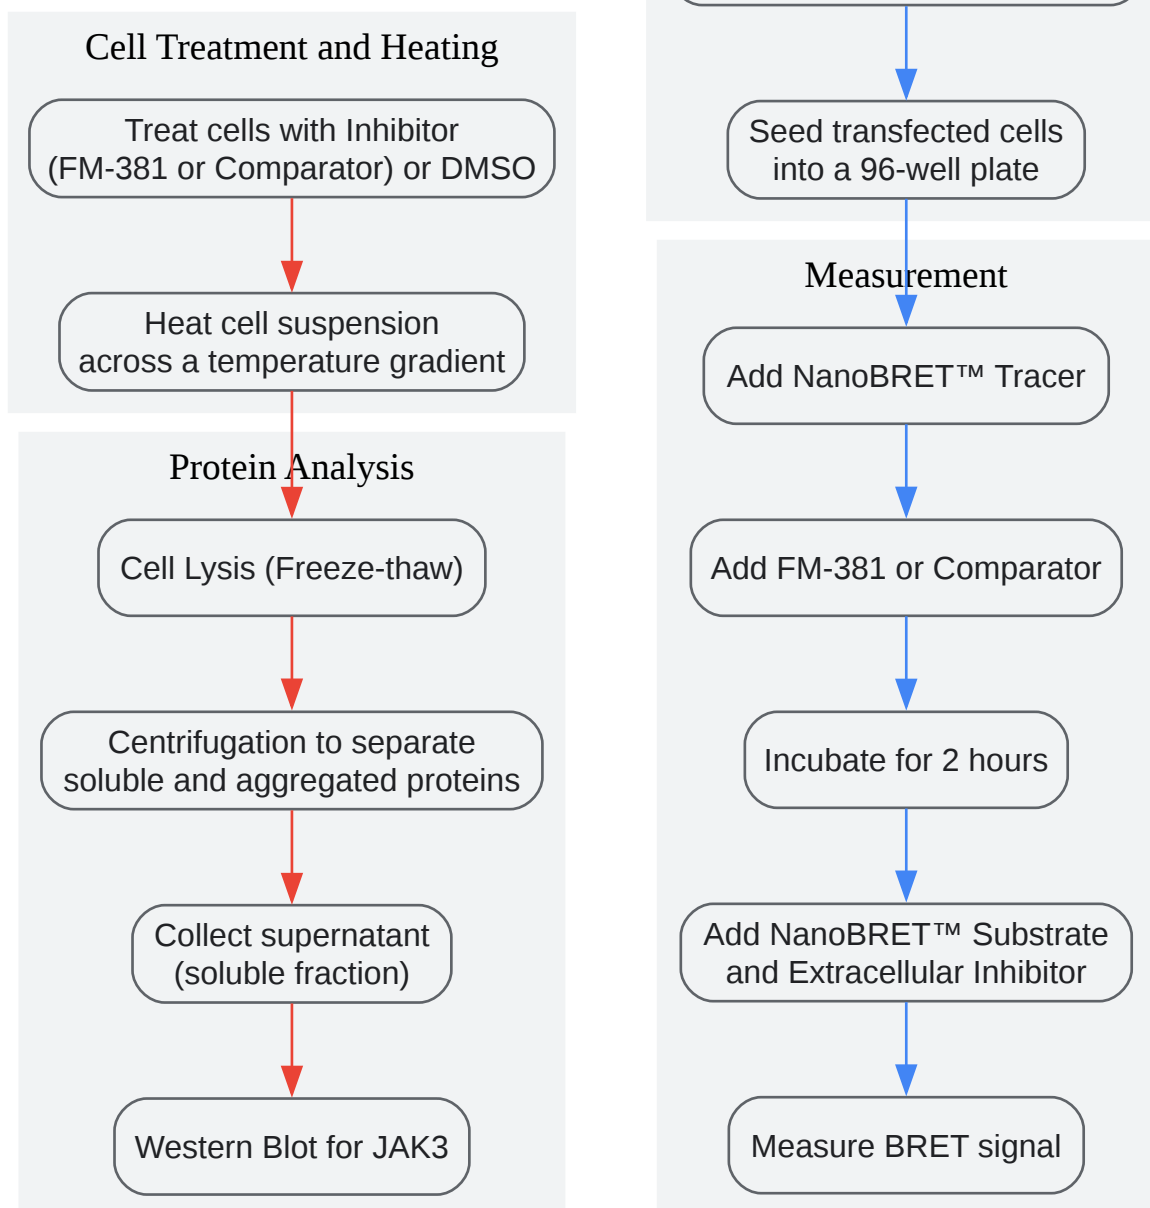 Cell Treatment and Heating
Treat cells with Inhibitor
(FM-381 or Comparator) or DMSO
Heat cell suspension
across a temperature gradient
Protein Analysis
Cell Lysis (Freeze-thaw)
Centrifugation to separate
soluble and aggregated proteins
Collect supernatant
(soluble fraction)
Western Blot for JAK3
Seed transfected cells
into a 96-well plate
Measurement
Add NanoBRET™ Tracer
Add FM-381 or Comparator
Incubate for 2 hours
Add NanoBRET™ Substrate
and Extracellular Inhibitor
Measure BRET signal